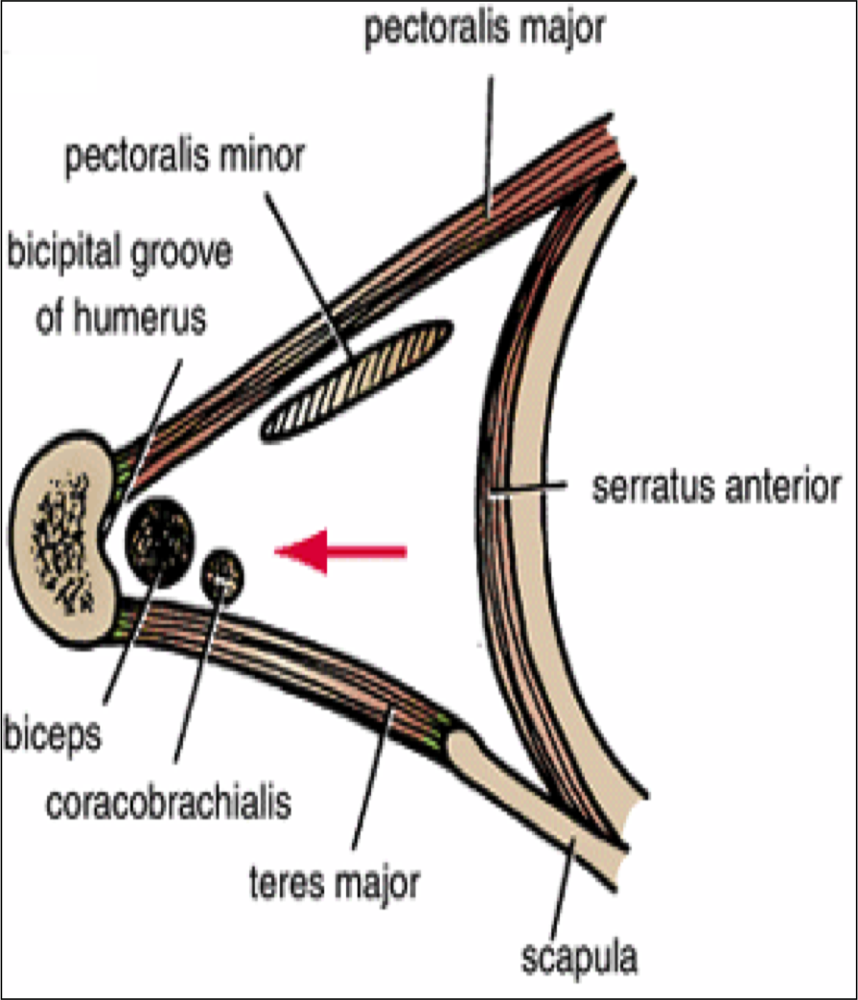 pectoralis major
pectoralis minor
bicipital groove
of humerus
serratus anterior
biceps
coracobrachialis
teres major
scapula